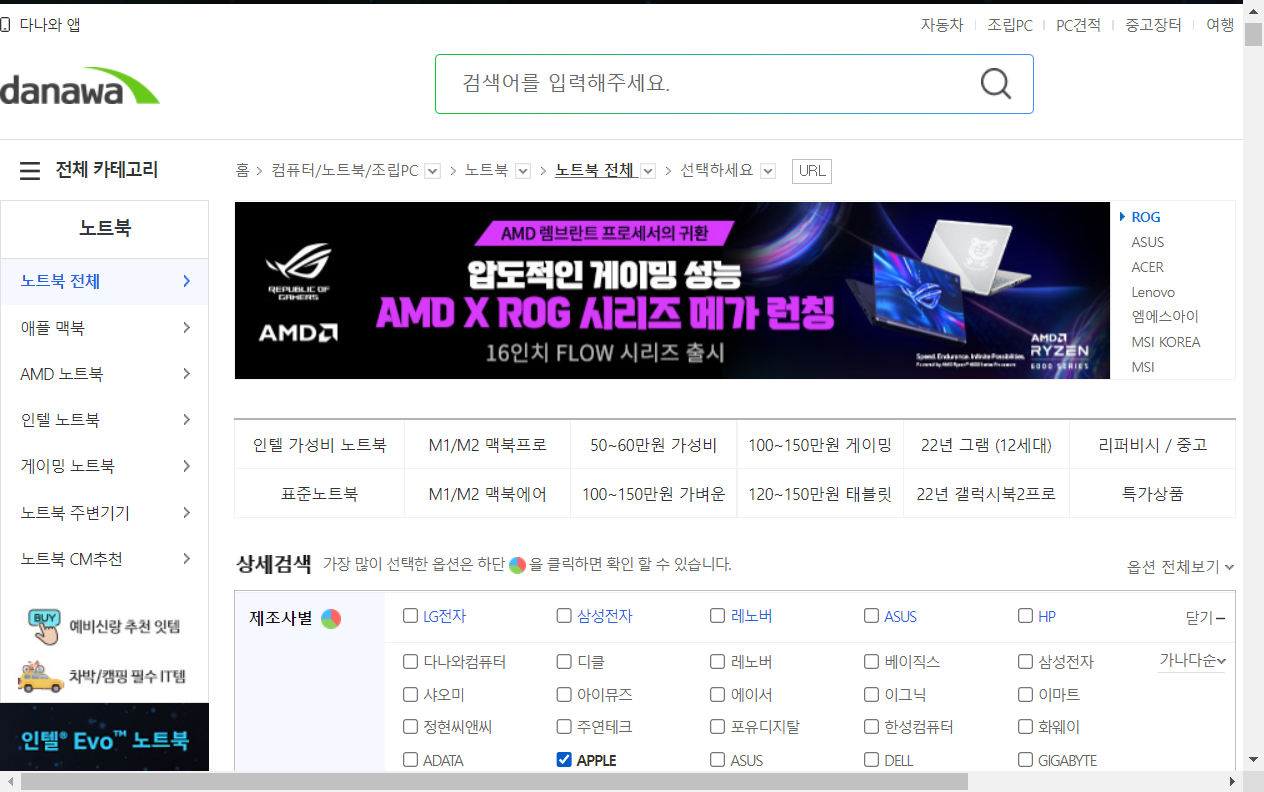 다나와 앱
자동차 조립PC PC견적 중고장터 여행
danawa
검색어를 입력해주세요.
전체 카테고리
홈 > 컴퓨터/노트북/조립PC > 노트북 > 노트북 전체 > 선택하세요 URL
노트북
노트북 전체
애플 맥북
AMD 노트북
인텔 노트북
게이밍 노트북
노트북 주변기기
노트북 CM추천
BUY 예비신랑 추천 잇템
차박/캠핑 필수 IT템
인텔® Evo™ 노트북
REPUBLIC OF
GAMERS
AMD
AMD 렘브란트 프로세서의 귀환
압도적인 게이밍 성능
AMD X ROG 시리즈 메가 런칭
16인치 FLOW 시리즈 출시
Speed. Endurance. Infinite Possibilities.
AMD
RYZEN
6000 SERIES
ROG
ASUS
ACER
Lenovo
엠에스아이
MSI KOREA
MSI
인텔 가성비 노트북 M1/M2 맥북프로 50~60만원 가성비 100~150만원 게이밍 22년 그램 (12세대) 리퍼비시 / 중고
표준노트북 M1/M2 맥북에어 100~150만원 가벼운 120~150만원 태블릿 22년 갤럭시북2프로 특가상품
상세검색 가장 많이 선택한 옵션은 하단 을 클릭하면 확인 할 수 있습니다. 옵션 전체보기
제조사별 LG전자 삼성전자 레노버 ASUS HP 닫기
다나와컴퓨터 디클 레노버 베이직스 삼성전자 가나다순
샤오미 아이뮤즈 에이서 이그닉 이마트
정현씨앤씨 주연테크 포유디지탈 한성컴퓨터 화웨이
ADATA APPLE ASUS DELL GIGABYTE